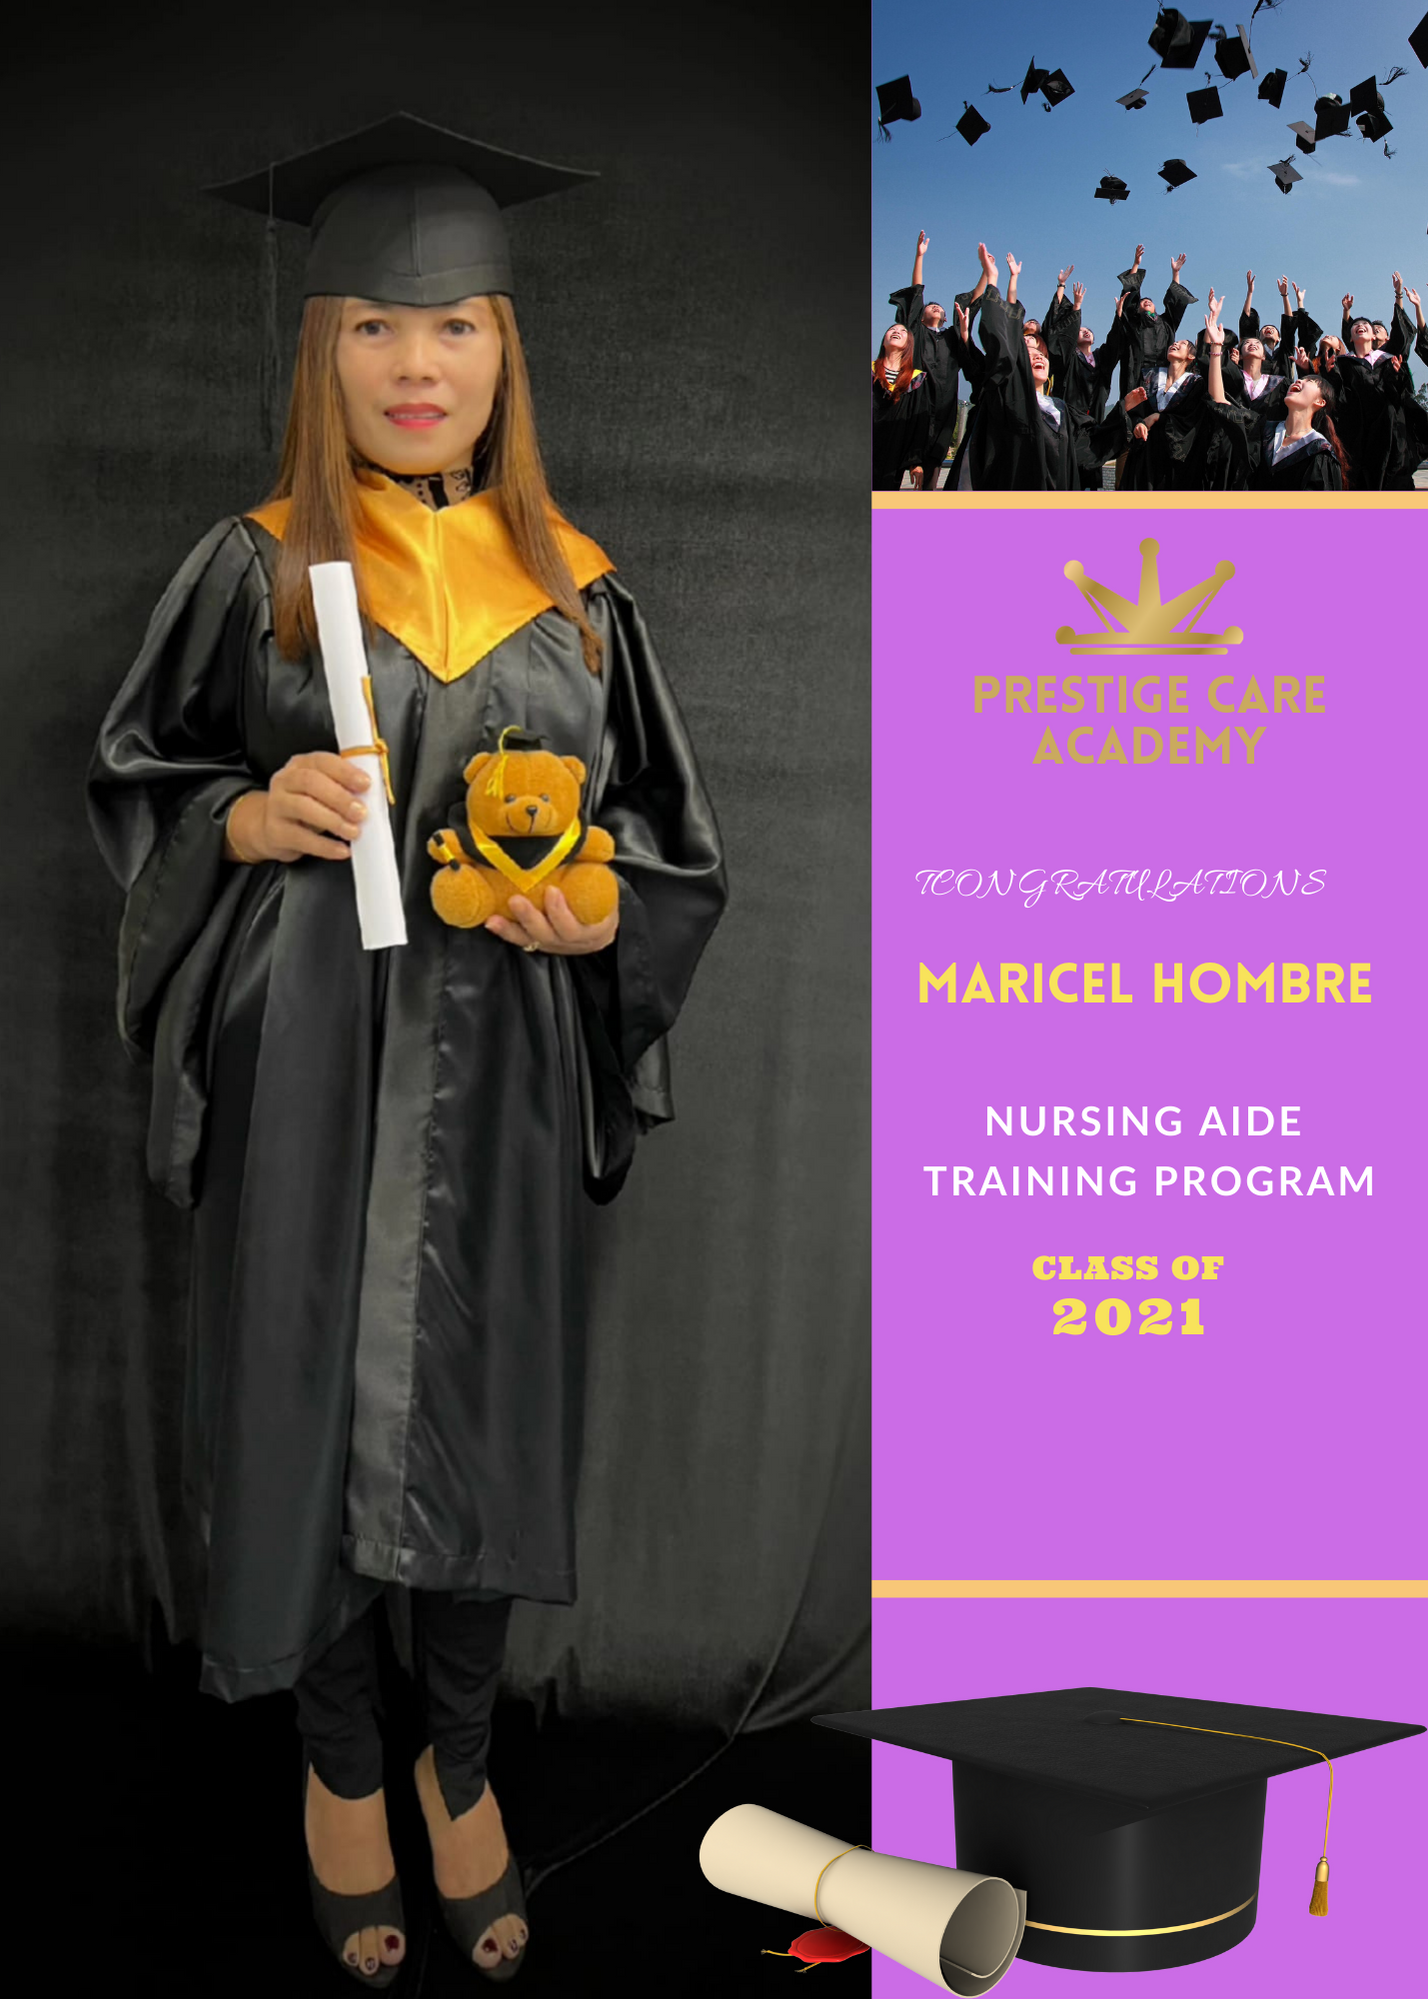 PRESTIGE CARE
ACADEMY
TCONGRATULATIONS
MARICEL HOMBRE
NURSING AIDE
TRAINING PROGRAM
CLASS OF
2021